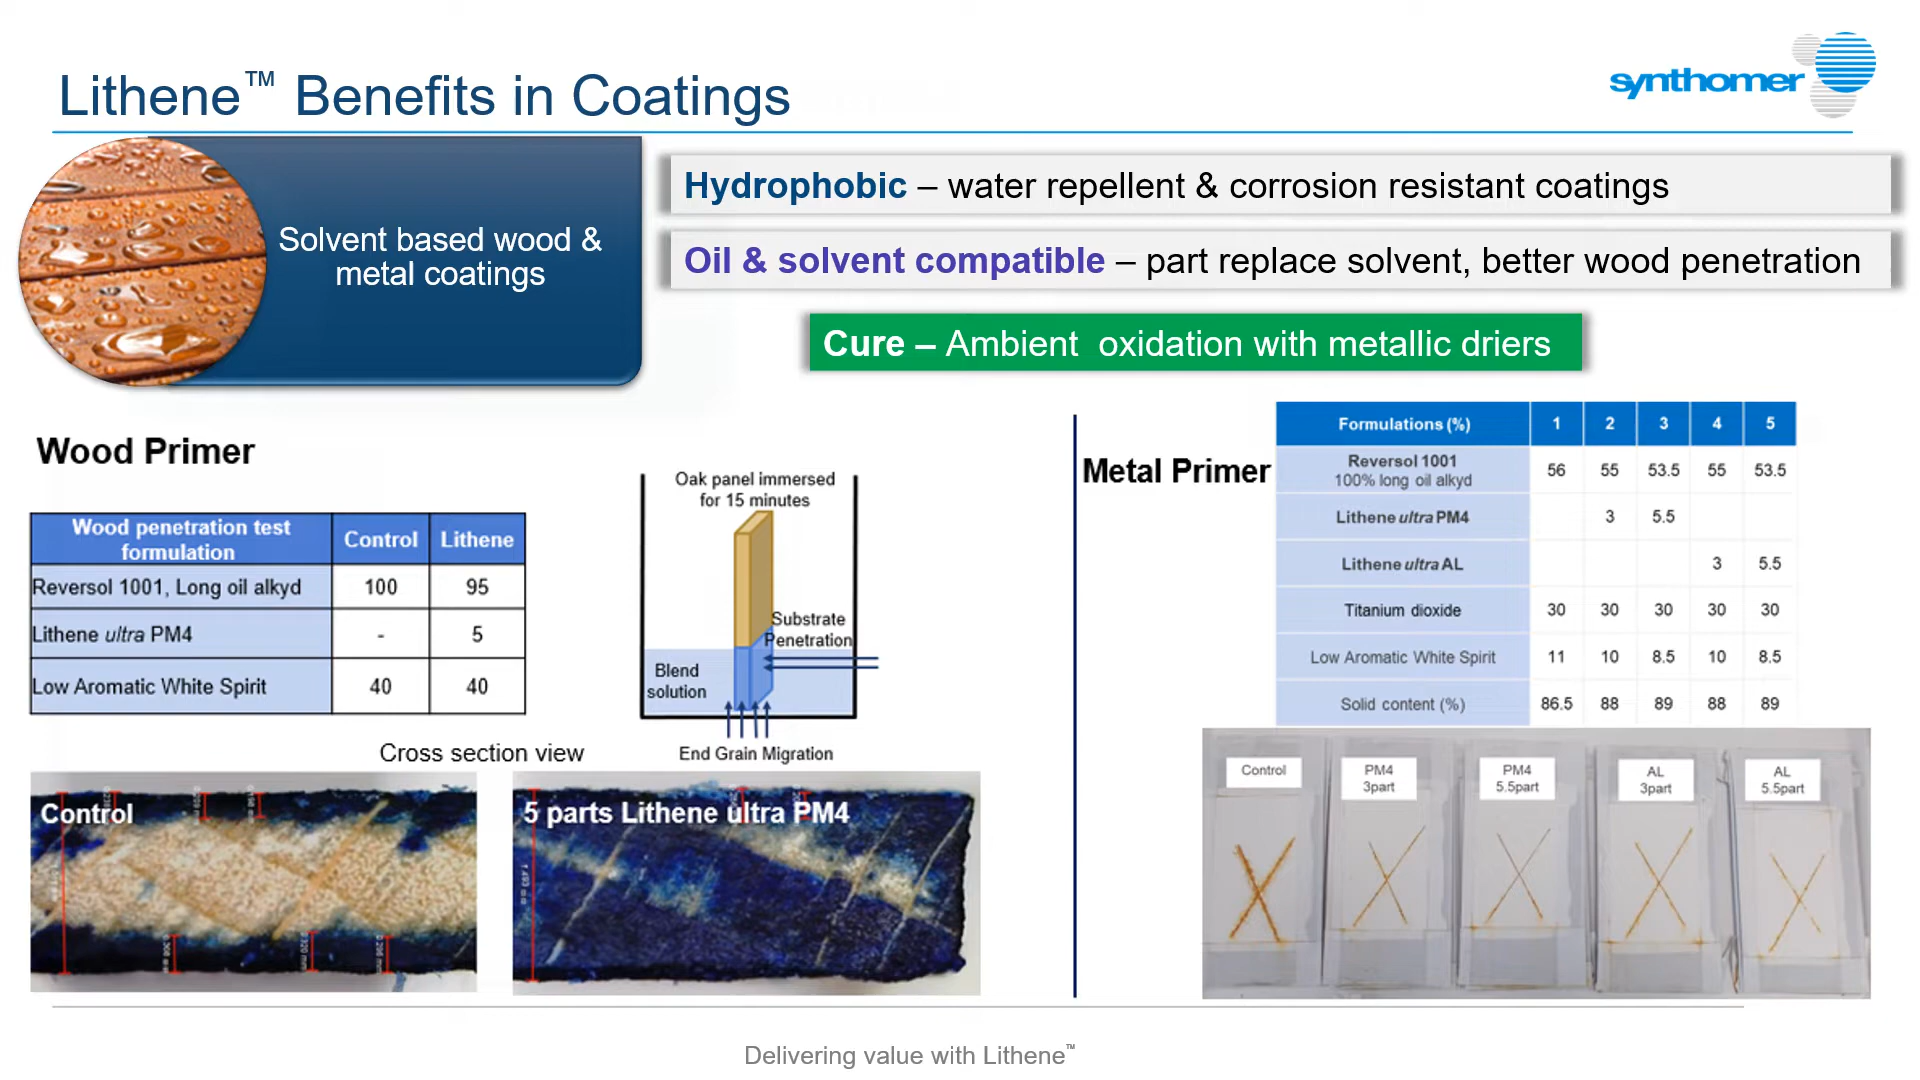 Lithene™ Benefits in Coatings
synthomer
Solvent based wood &
metal coatings
Hydrophobic – water repellent & corrosion resistant coatings
Oil & solvent compatible – part replace solvent, better wood penetration
Cure – Ambient oxidation with metallic driers
Wood Primer
Wood penetration test formulation Control Lithene
Reversol 1001, Long oil alkyd 100 95
Lithene ultra PM4 - 5
Low Aromatic White Spirit 40 40
Oak panel immersed
for 15 minutes
Substrate
Penetration
Blend
solution
End Grain Migration
Cross section view
Control
5 parts Lithene ultra PM4
Metal Primer
Formulations (%) 1 2 3 4 5
Reversol 1001
100% long oil alkyd 56 55 53.5 55 53.5
Lithene ultra PM4 3 5.5
Lithene ultra AL 3 5.5
Titanium dioxide 30 30 30 30 30
Low Aromatic White Spirit 11 10 8.5 10 8.5
Solid content (%) 86.5 88 89 88 89
Control
PM4
3part
PM4
5.5part
AL
3part
AL
5.5part
Delivering value with Lithene™